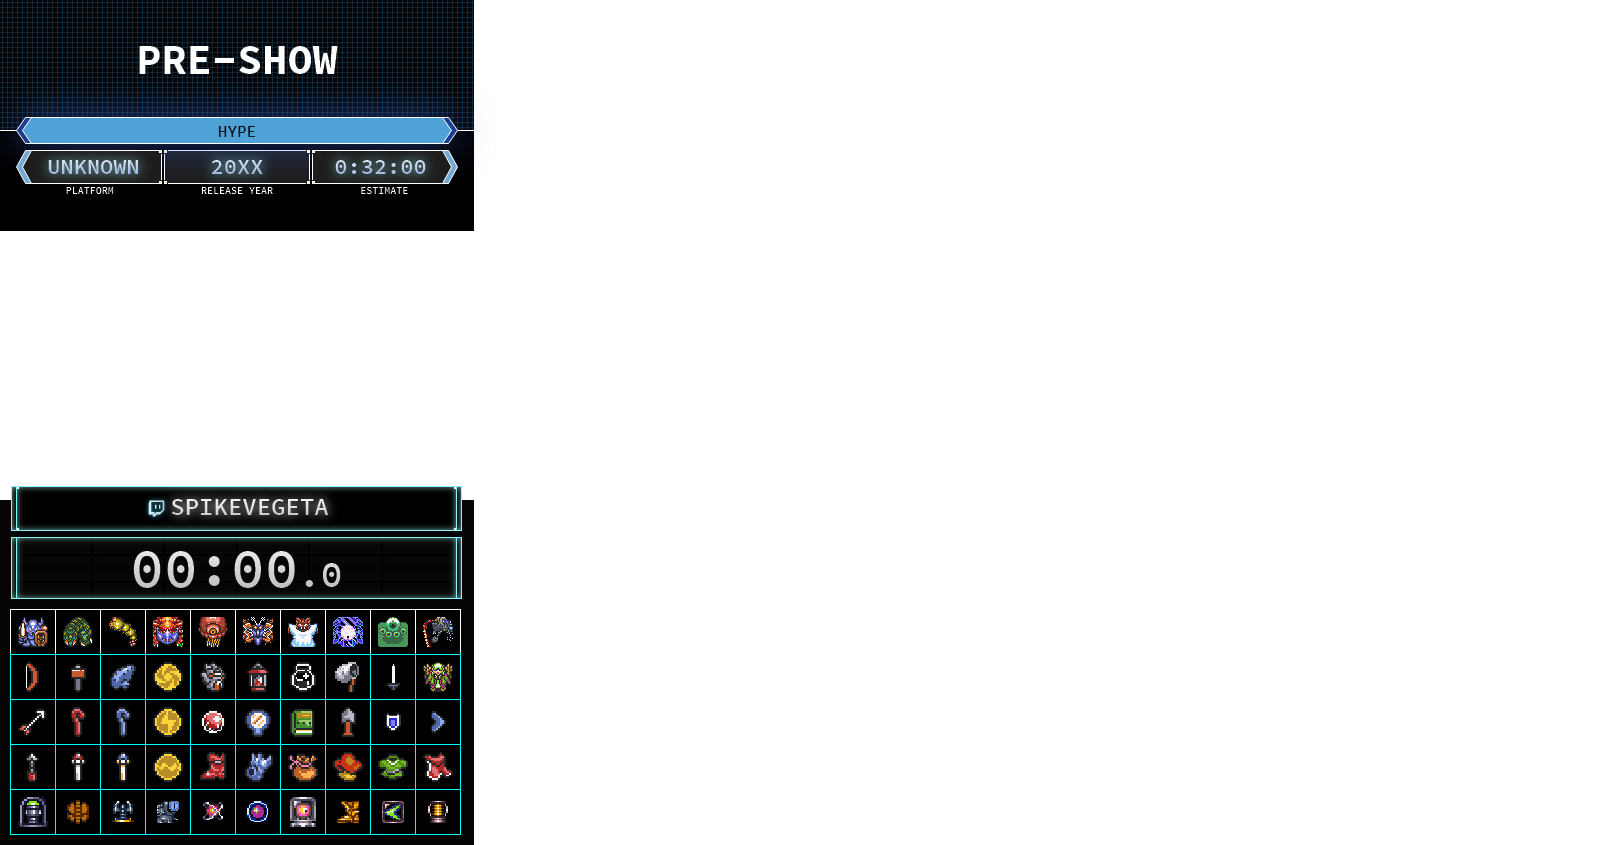 PRE-SHOW
HYPE
UNKNOWN 20XX 0:32:00
PLATFORM RELEASE YEAR ESTIMATE
SPIKEVEGETA
00:00.0